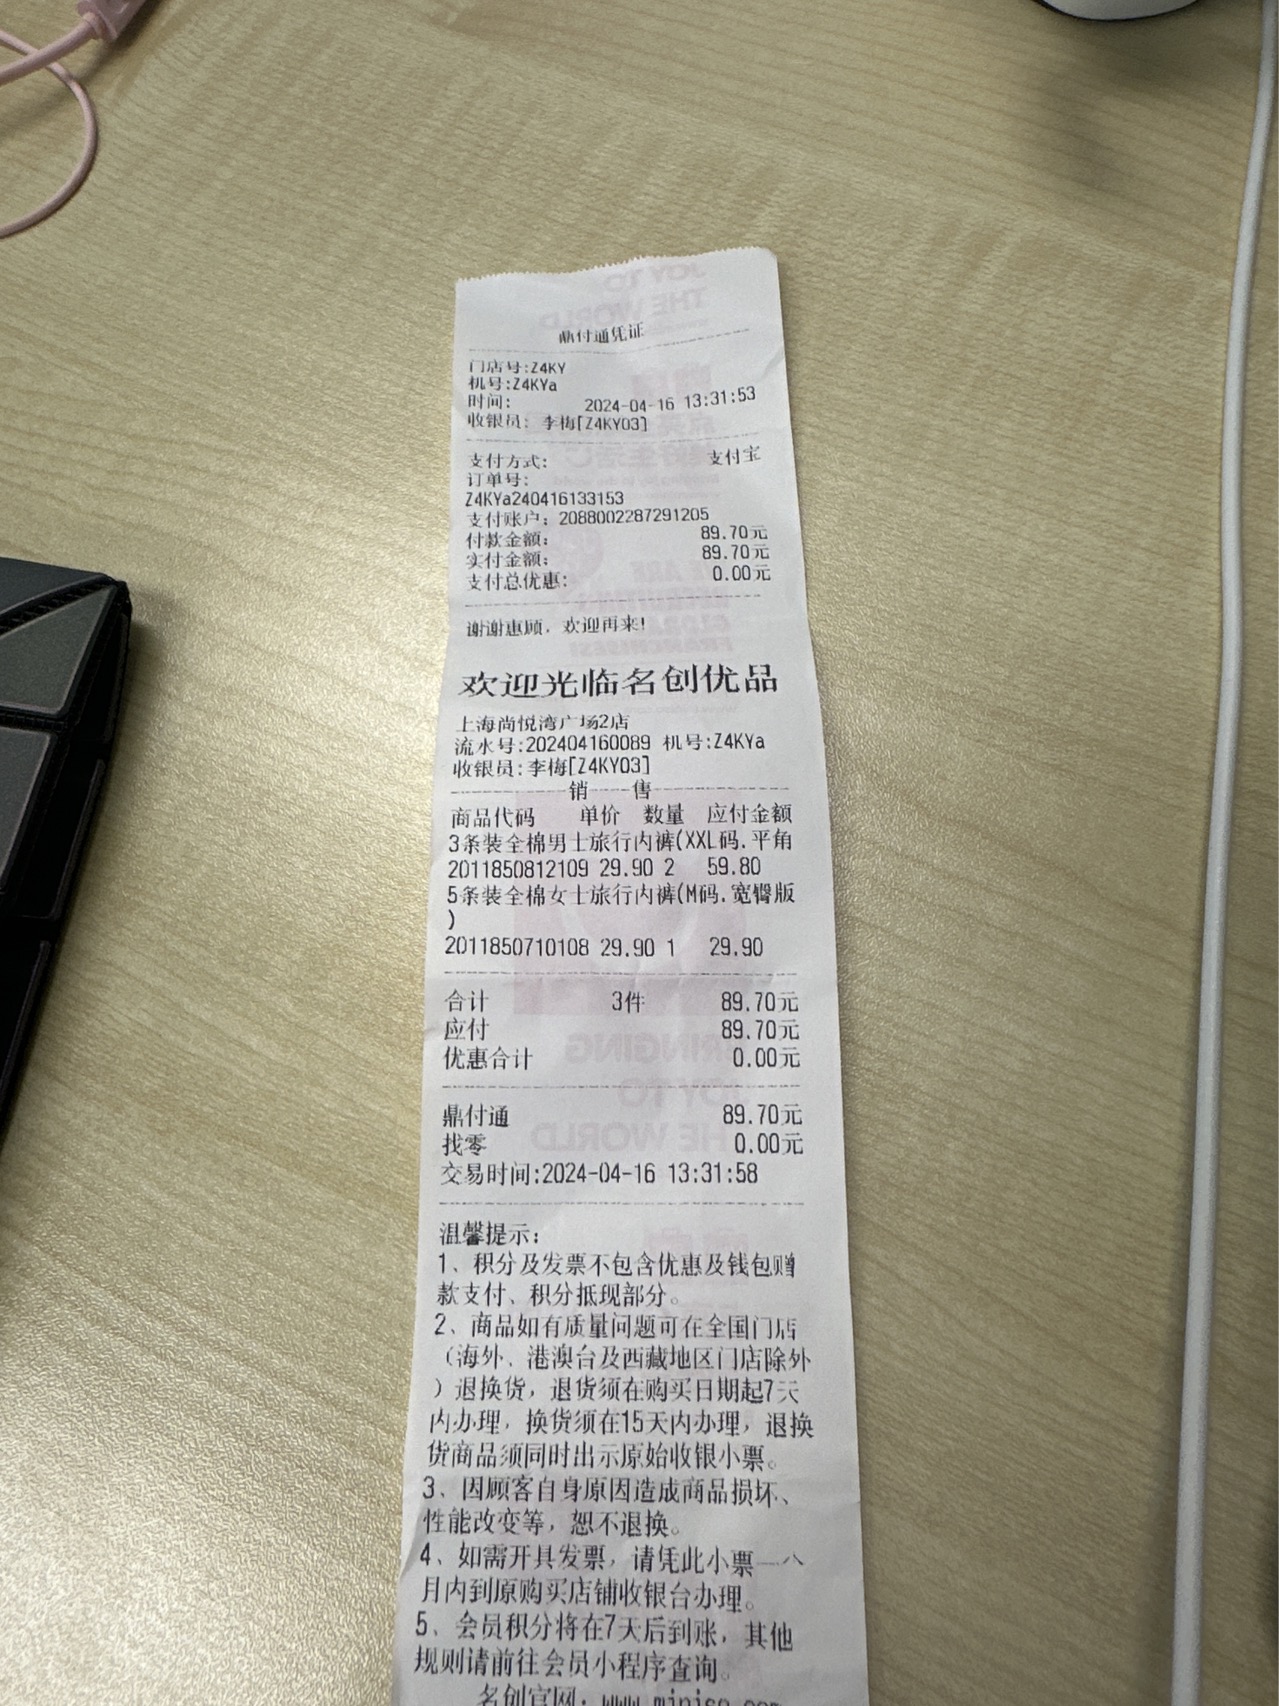 鼎付通凭证
门店号:Z4KY
机号:Z4KYa
时间: 2024-04-16 13:31:53
收银员: 李梅[Z4KY03]
支付方式: 支付宝
订单号:
Z4KYa240416133153
支付账户: 2088002287291205
付款金额: 89.70元
实付金额: 89.70元
支付总优惠: 0.00元
谢谢惠顾，欢迎再来!
欢迎光临名创优品
上海尚悦湾广场2店
流水号:202404160089 机号:Z4KYa
收银员:李梅[Z4KY03]
销 售
商品代码 单价 数量 应付金额
3条装全棉男士旅行内裤(XXL码.平角
2011850812109 29.90 2 59.80
5条装全棉女士旅行内裤(M码.宽臀版
)
2011850710108 29.90 1 29.90
合计 3件 89.70元
应付 89.70元
优惠合计 0.00元
鼎付通 89.70元
找零 0.00元
交易时间:2024-04-16 13:31:58
温馨提示:
1、积分及发票不包含优惠及钱包赠
款支付、积分抵现部分。
2、商品如有质量问题可在全国门店
（海外、港澳台及西藏地区门店除外
）退换货，退货须在购买日期起7天
内办理，换货须在15天内办理，退换
货商品须同时出示原始收银小票。
3、因顾客自身原因造成商品损坏、
性能改变等，恕不退换。
4、如需开具发票，请凭此小票一个
月内到原购买店铺收银台办理。
5、会员积分将在7天后到账，其他
规则请前往会员小程序查询。
名创官网: www.miniso.com